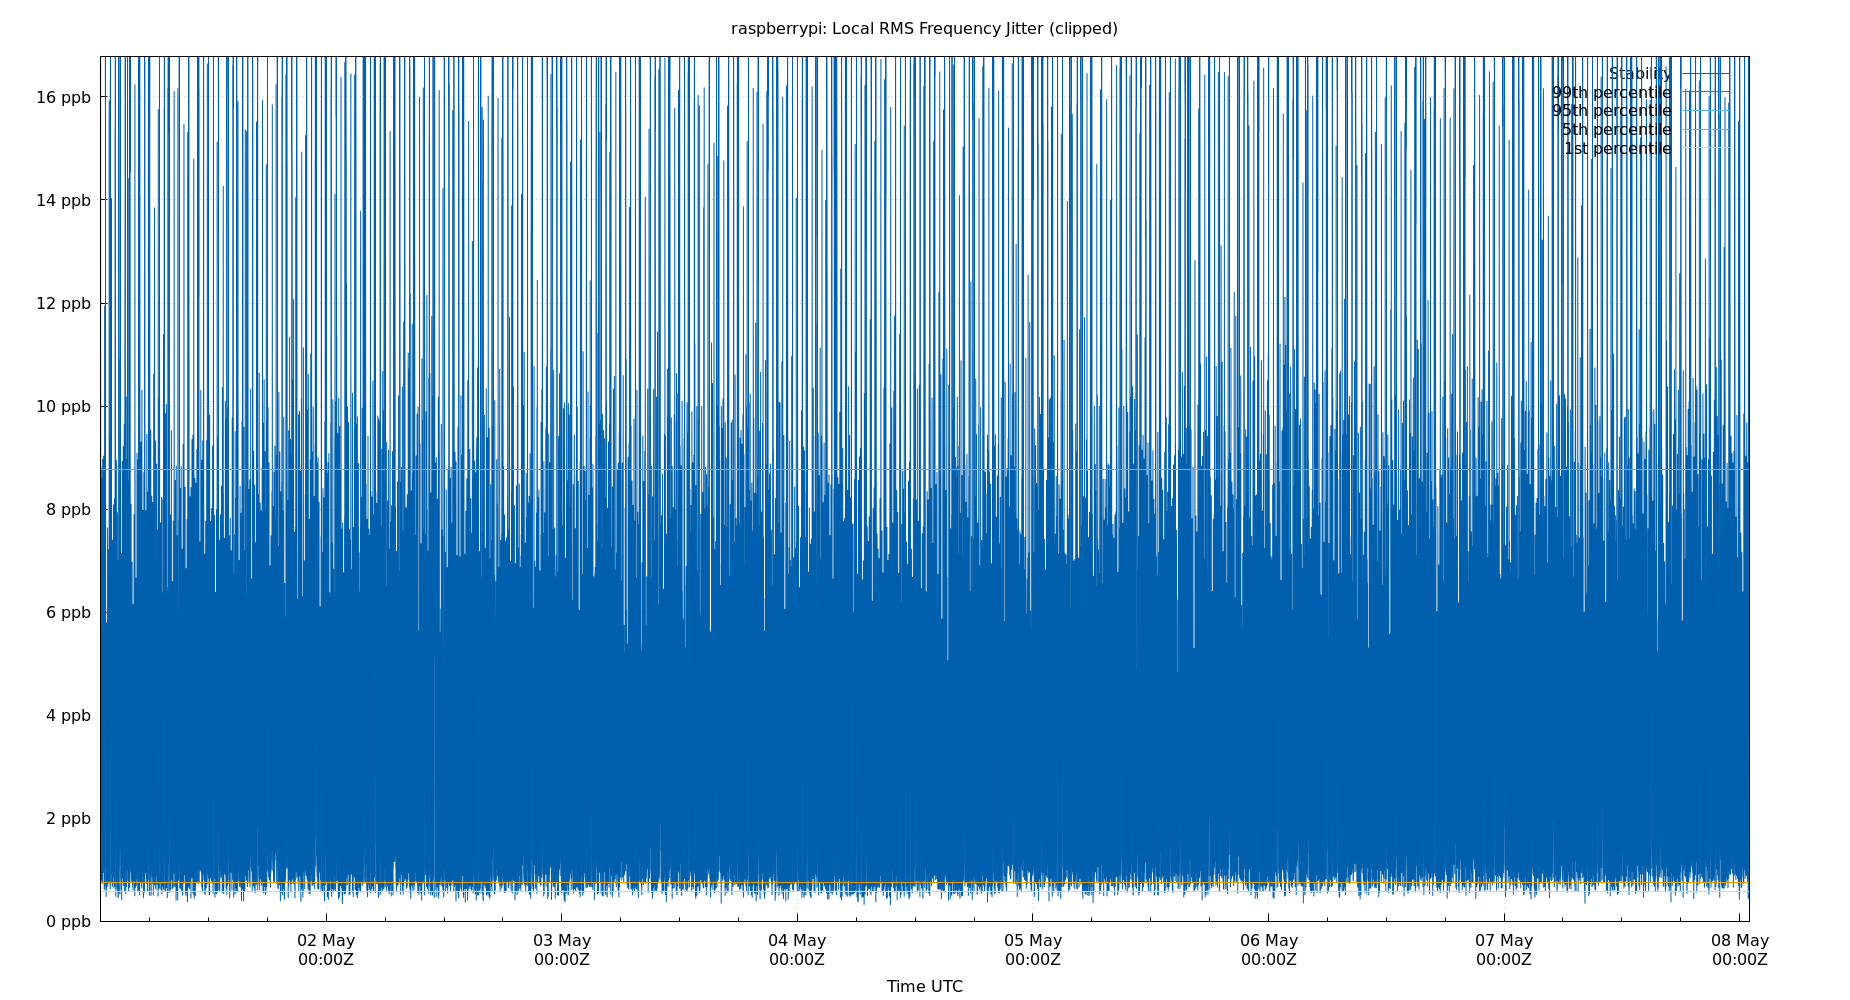 raspberrypi: Local RMS Frequency Jitter (clipped)
16 ppb
14 ppb
12 ppb
10 ppb
8 ppb
6 ppb
4 ppb
2 ppb
0 ppb
Stability
99th percentile
95th percentile
5th percentile
1st percentile
02 May
00:00Z
03 May
00:00Z
04 May
00:00Z
05 May
00:00Z
06 May
00:00Z
07 May
00:00Z
08 May
00:00Z
Time UTC